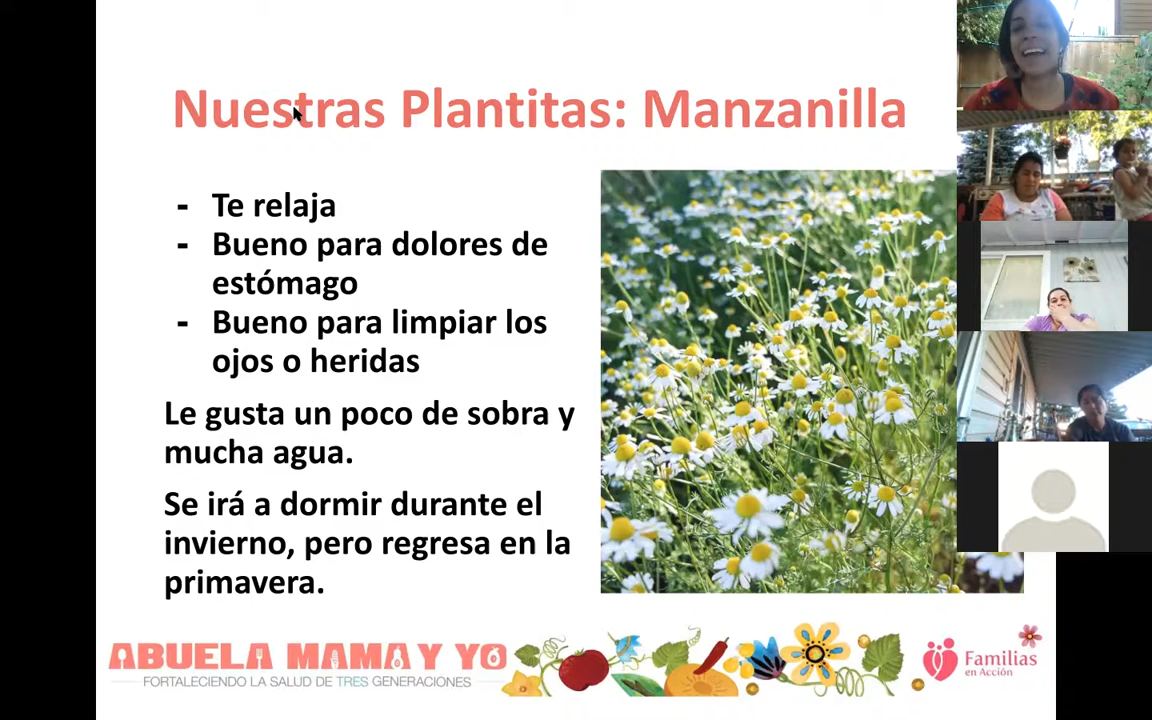 Nuestras Plantitas: Manzanilla
- Te relaja
- Bueno para dolores de
estómago
- Bueno para limpiar los
ojos o heridas
Le gusta un poco de sobra y
mucha agua.
Se irá a dormir durante el
invierno, pero regresa en la
primavera.
ABUELA MAMA Y YO
FORTALECIENDO LA SALUD DE TRES GENERACIONES
Familias
en Acción